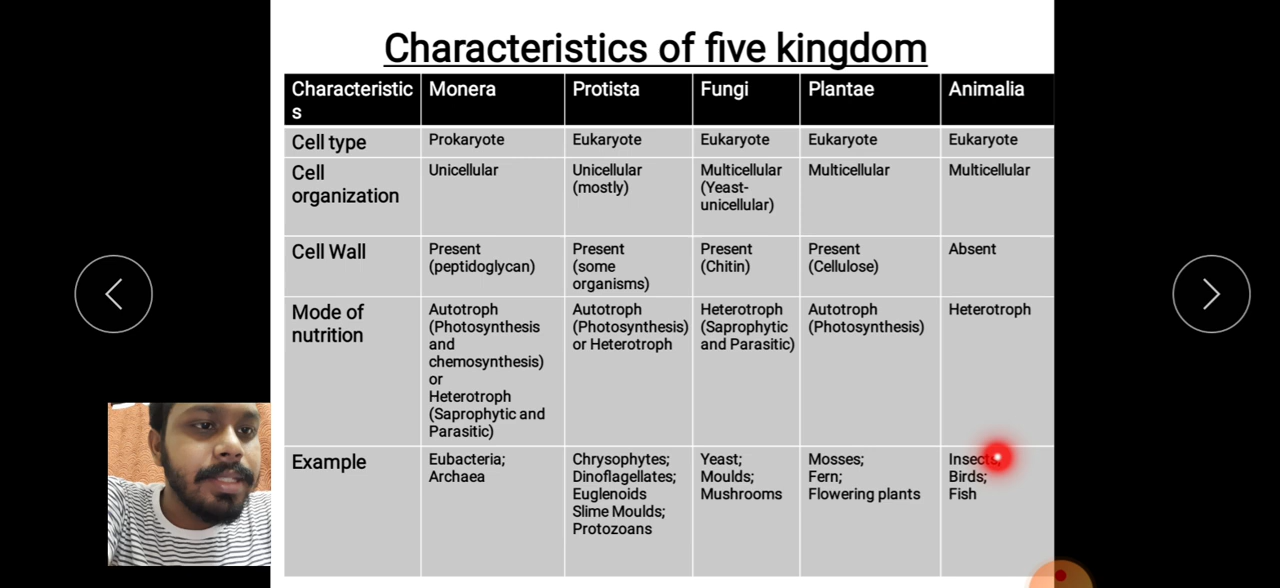 Characteristics of five kingdom
Characteristic
s
Monera
Protista
Fungi
Plantae
Animalia
Cell type
Prokaryote
Eukaryote
Eukaryote
Eukaryote
Eukaryote
Cell
organization
Unicellular
Unicellular
(mostly)
Multicellular
(Yeast-
unicellular)
Multicellular
Multicellular
Cell Wall
Present
(peptidoglycan)
Present
(some
organisms)
Present
(Chitin)
Present
(Cellulose)
Absent
Mode of
nutrition
Autotroph
(Photosynthesis
and
chemosynthesis)
or
Heterotroph
(Saprophytic and
Parasitic)
Autotroph
(Photosynthesis)
or Heterotroph
Heterotroph
(Saprophytic
and Parasitic)
Autotroph
(Photosynthesis)
Heterotroph
Example
Eubacteria;
Archaea
Chrysophytes;
Dinoflagellates;
Euglenoids
Slime Moulds;
Protozoans
Yeast;
Moulds;
Mushrooms
Mosses;
Fern;
Flowering plants
Insects;
Birds;
Fish